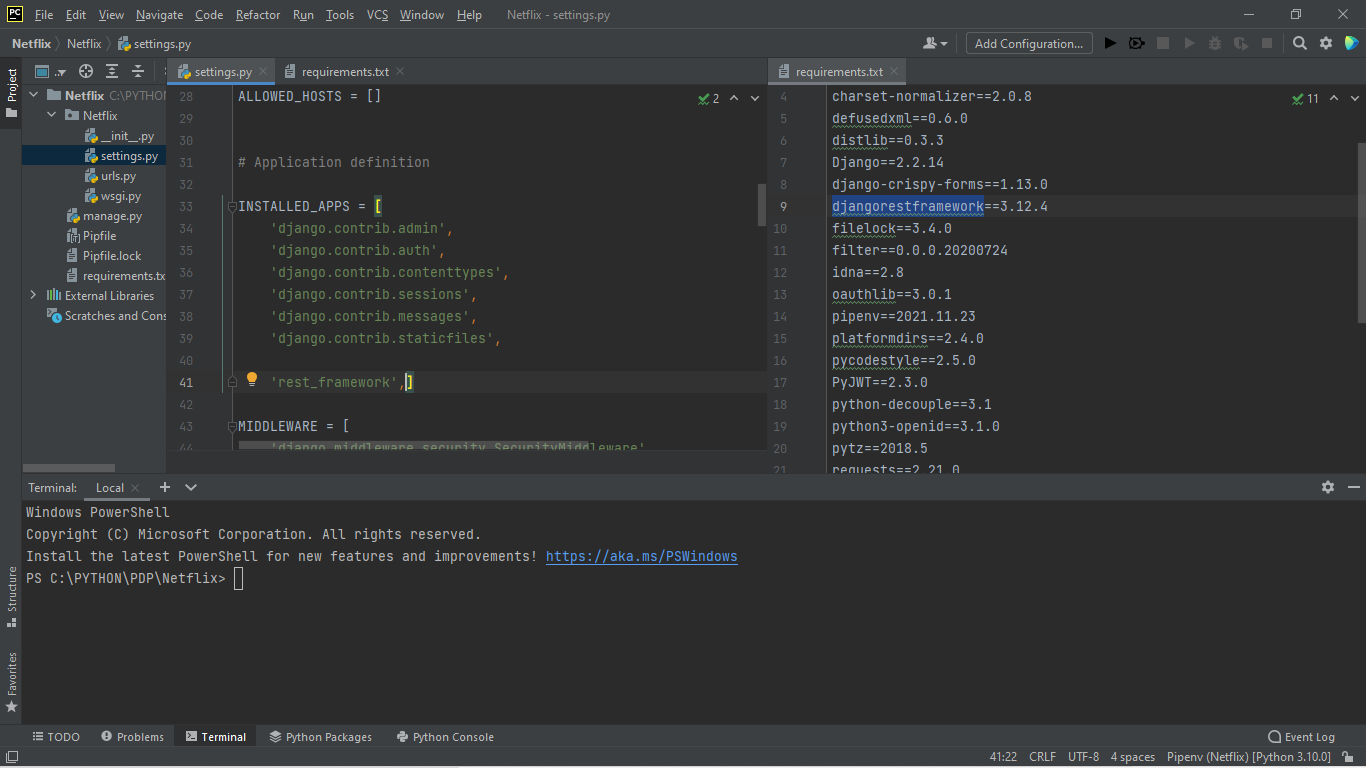 PC File Edit View Navigate Code Refactor Run Tools VCS Window Help Netflix - settings.py
Netflix Netflix settings.py Add Configuration...
Project
Netflix C:\PYTHON
Netflix
__init__.py
settings.py
urls.py
wsgi.py
manage.py
Pipfile
Pipfile.lock
requirements.tx
External Libraries
Scratches and Cons
settings.py requirements.txt
2
28 ALLOWED_HOSTS = []
29
30
31 # Application definition
32
33 INSTALLED_APPS = [
34 'django.contrib.admin',
35 'django.contrib.auth',
36 'django.contrib.contenttypes',
37 'django.contrib.sessions',
38 'django.contrib.messages',
39 'django.contrib.staticfiles',
40
41 'rest_framework',]
42
43 MIDDLEWARE = [
44 'django.middleware.security.SecurityMiddleware'
requirements.txt
11
4 charset-normalizer==2.0.8
5 defusedxml==0.6.0
6 distlib==0.3.3
7 Django==2.2.14
8 django-crispy-forms==1.13.0
9 djangorestframework==3.12.4
10 filelock==3.4.0
11 filter==0.0.0.20200724
12 idna==2.8
13 oauthlib==3.0.1
14 pipenv==2021.11.23
15 platformdirs==2.4.0
16 pycodestyle==2.5.0
17 PyJWT==2.3.0
18 python-decouple==3.1
19 python3-openid==3.1.0
20 pytz==2018.5
21 requests==2.21.0
Terminal: Local
Windows PowerShell
Copyright (C) Microsoft Corporation. All rights reserved.
Install the latest PowerShell for new features and improvements! https://aka.ms/PSWindows
PS C:\PYTHON\PDP\Netflix>
Structure
Favorites
TODO Problems Terminal Python Packages Python Console Event Log
41:22 CRLF UTF-8 4 spaces Pipenv (Netflix) [Python 3.10.0]